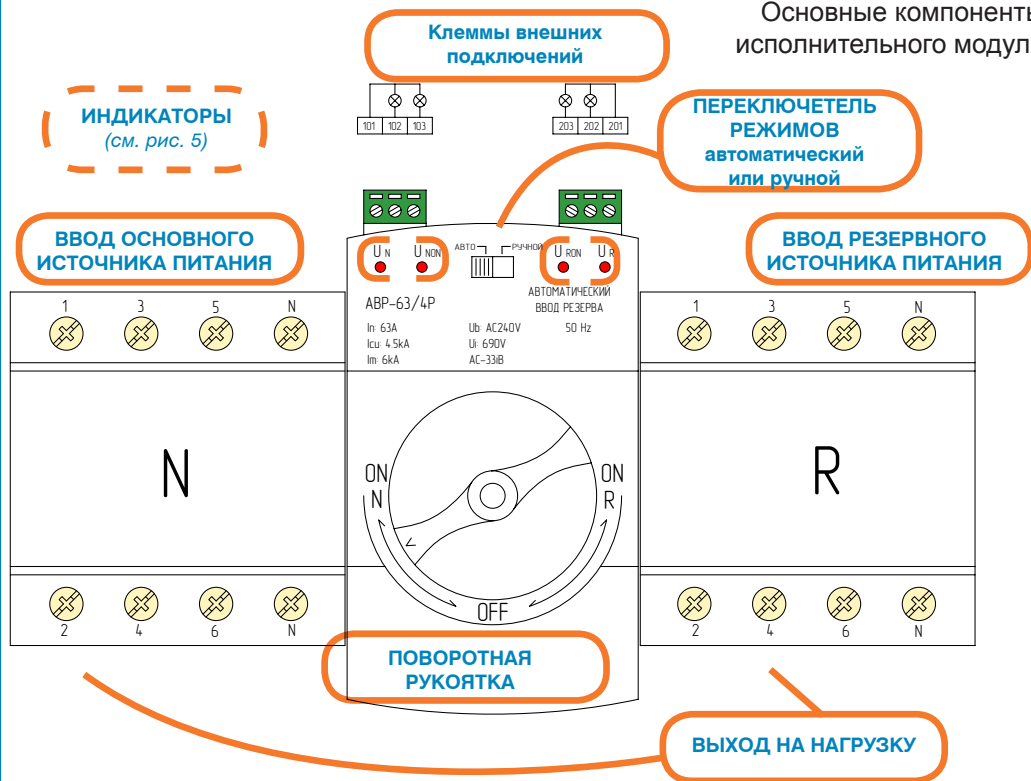 Основные компоненты
исполнительного модул
Клеммы внешних
подключений
ИНДИКАТОРЫ
(см. рис. 5)
101 102 103
203 202 201
ПЕРЕКЛЮЧЕТЕЛЬ
РЕЖИМОВ
автоматический
или ручной
ВВОД ОСНОВНОГО
ИСТОЧНИКА ПИТАНИЯ
ВВОД РЕЗЕРВНОГО
ИСТОЧНИКА ПИТАНИЯ
U N U NON АВТО РУЧНОЙ U RON U R
АВР-63/4Р
АВТОМАТИЧЕСКИЙ
ВВОД РЕЗЕРВА
In: 63A Ub: AC240V 50 Hz
Icu: 4.5kA Ui: 690V
Im: 6kA AC-33iB
1 3 5 N
1 3 5 N
N
R
ON
N
ON
R
OFF
2 4 6 N
2 4 6 N
ПОВОРОТНАЯ
РУКОЯТКА
ВЫХОД НА НАГРУЗКУ